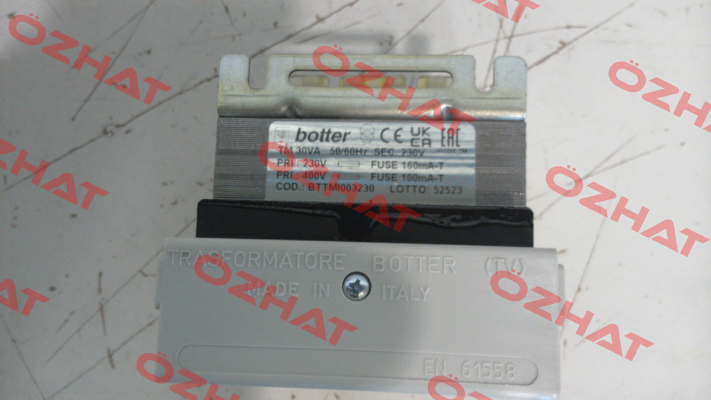 botter CE UK CA EAC
TM 30VA 50/60Hz SEC. 230V
PRI.: 230V FUSE 160mA-T
PRI.: 400V FUSE 100mA-T
COD.: BTTMI003230 LOTTO: 52523
TRASFORMATORE BOTTER (TV)
MADE IN ITALY
EN. 61558
ÖZHAT
ÖZHAT
ÖZHAT
ÖZHAT
ÖZHAT
ÖZHAT
ÖZHAT
ÖZHAT
ÖZHAT